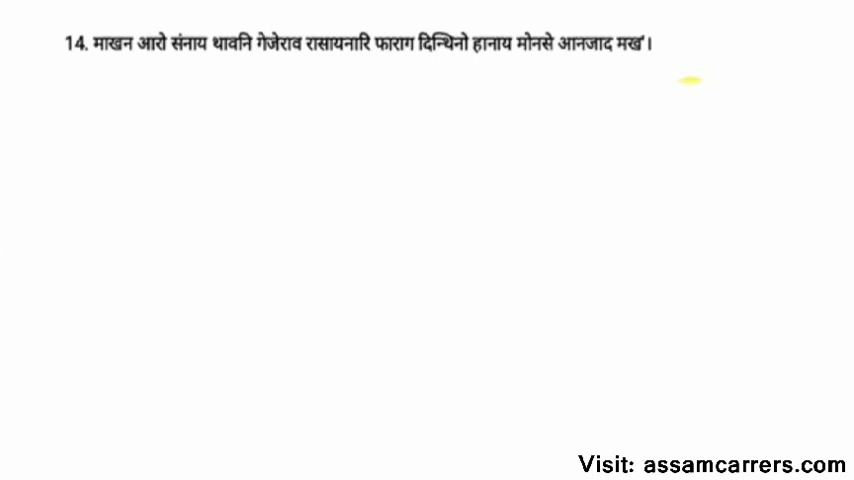 14. माखन आरो संनाय थावनि गेजेराव रासायनारि फाराग दिन्थिनो हानाय मोनसे आनजाद मख'।
Visit: assamcarrers.com